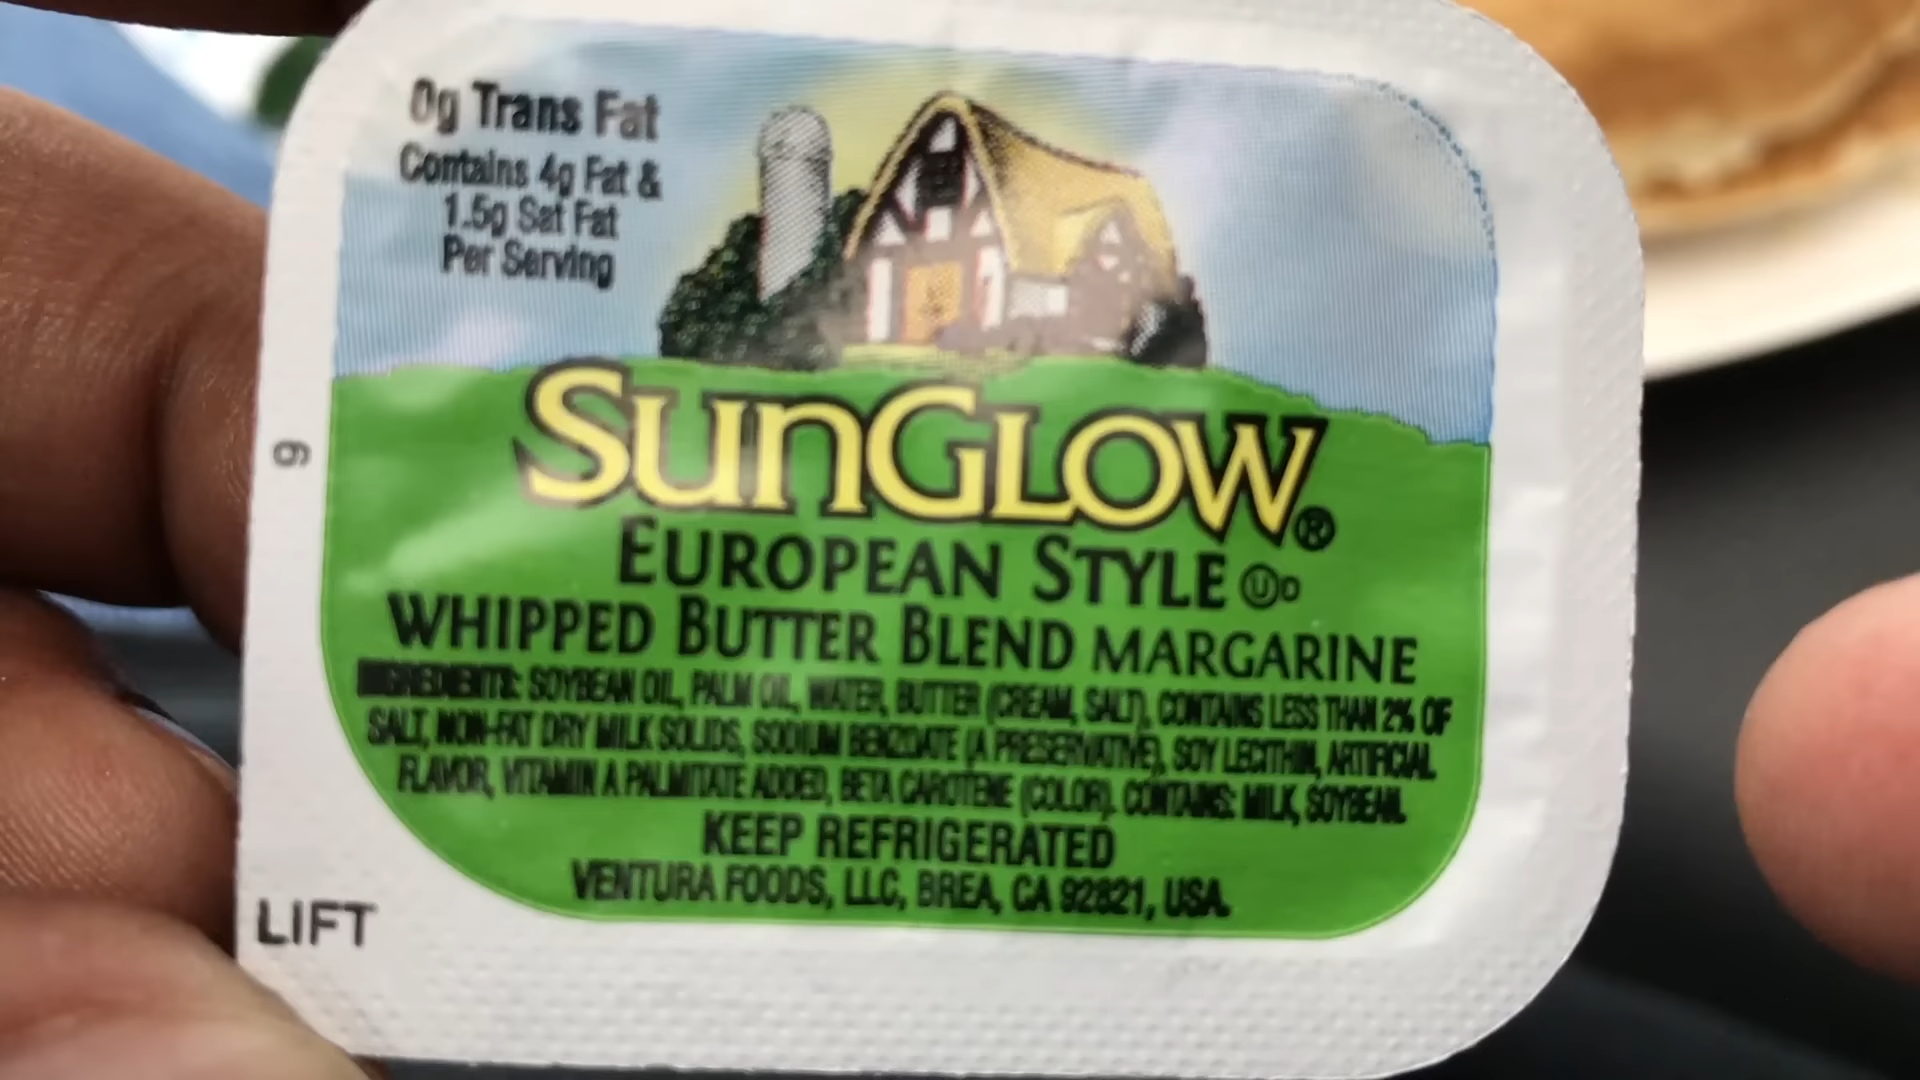 0g Trans Fat
Contains 4g Fat &
1.5g Sat Fat
Per Serving
9
SUNGLOW®
EUROPEAN STYLE ⓊD
WHIPPED BUTTER BLEND MARGARINE
INGREDIENTS: SOYBEAN OIL, PALM OIL, WATER, BUTTER (CREAM, SALT), CONTAINS LESS THAN 2% OF
SALT, NON-FAT DRY MILK SOLIDS, SODIUM BENZOATE (A PRESERVATIVE), SOY LECITHIN, ARTIFICIAL
FLAVOR, VITAMIN A PALMITATE ADDED, BETA CAROTENE (COLOR). CONTAINS: MILK, SOYBEAN.
KEEP REFRIGERATED
VENTURA FOODS, LLC, BREA, CA 92821, USA.
LIFT